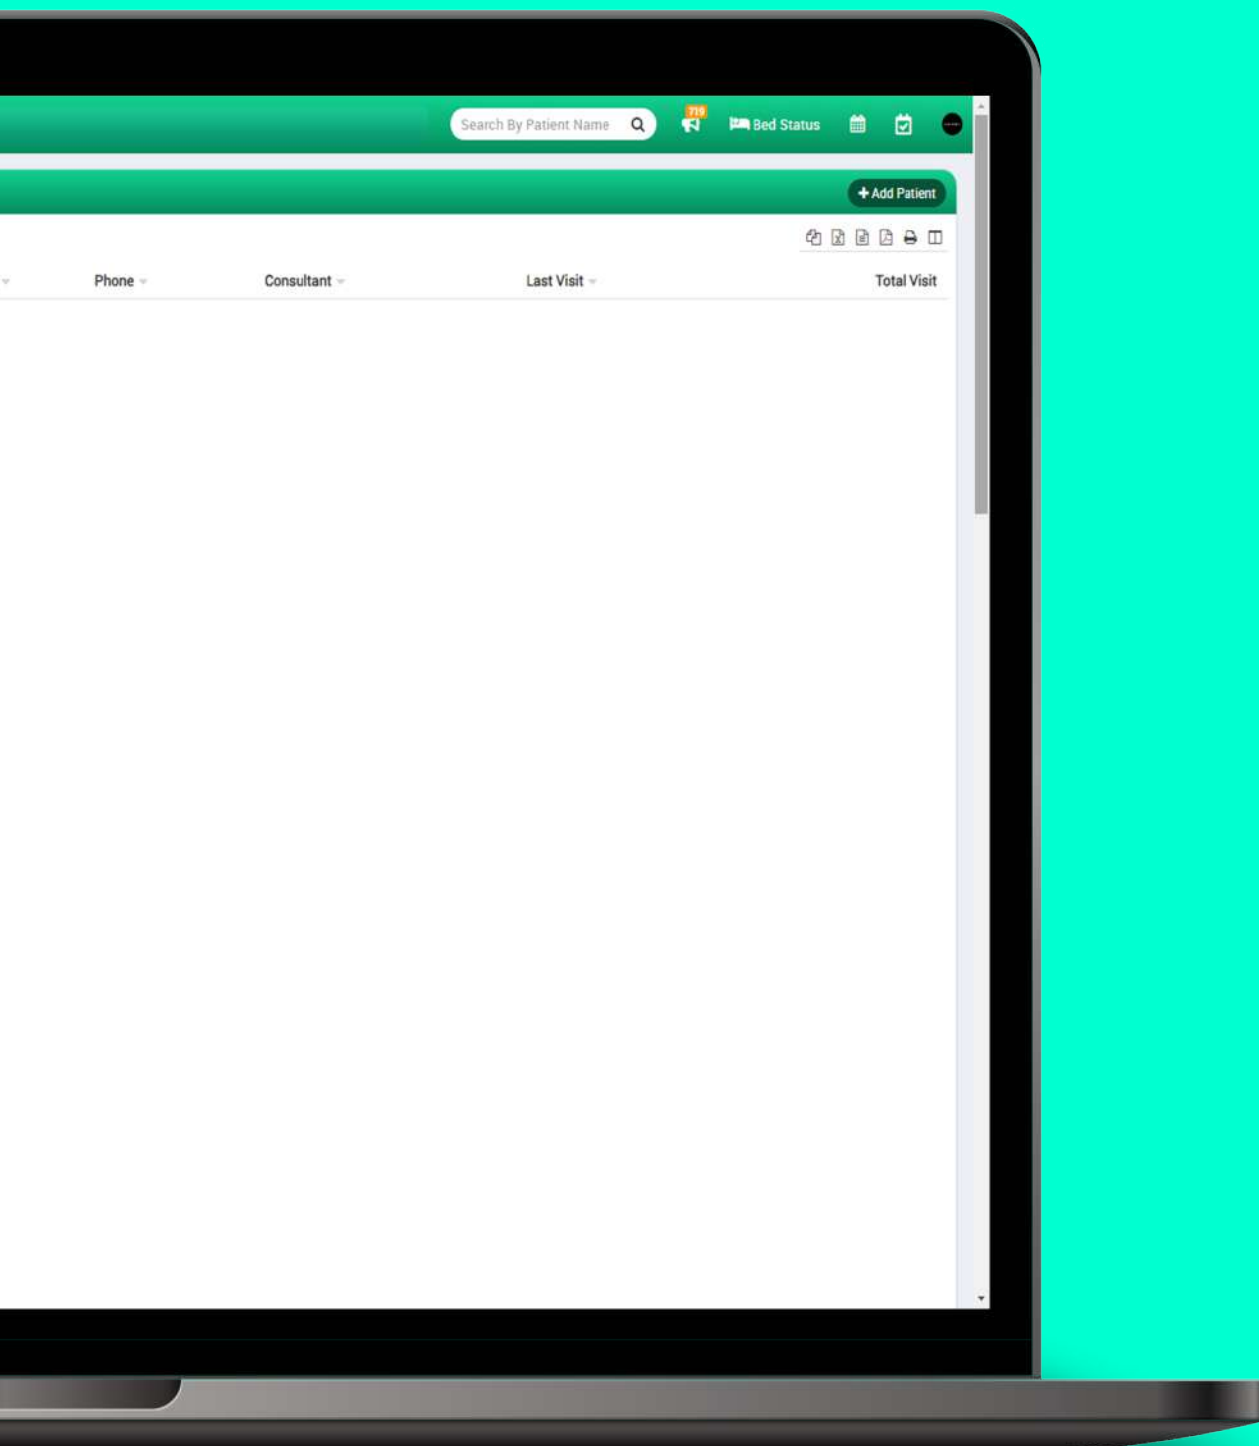 719
Search By Patient Name
Bed Status
+ Add Patient
Phone
Consultant
Last Visit
Total Visit